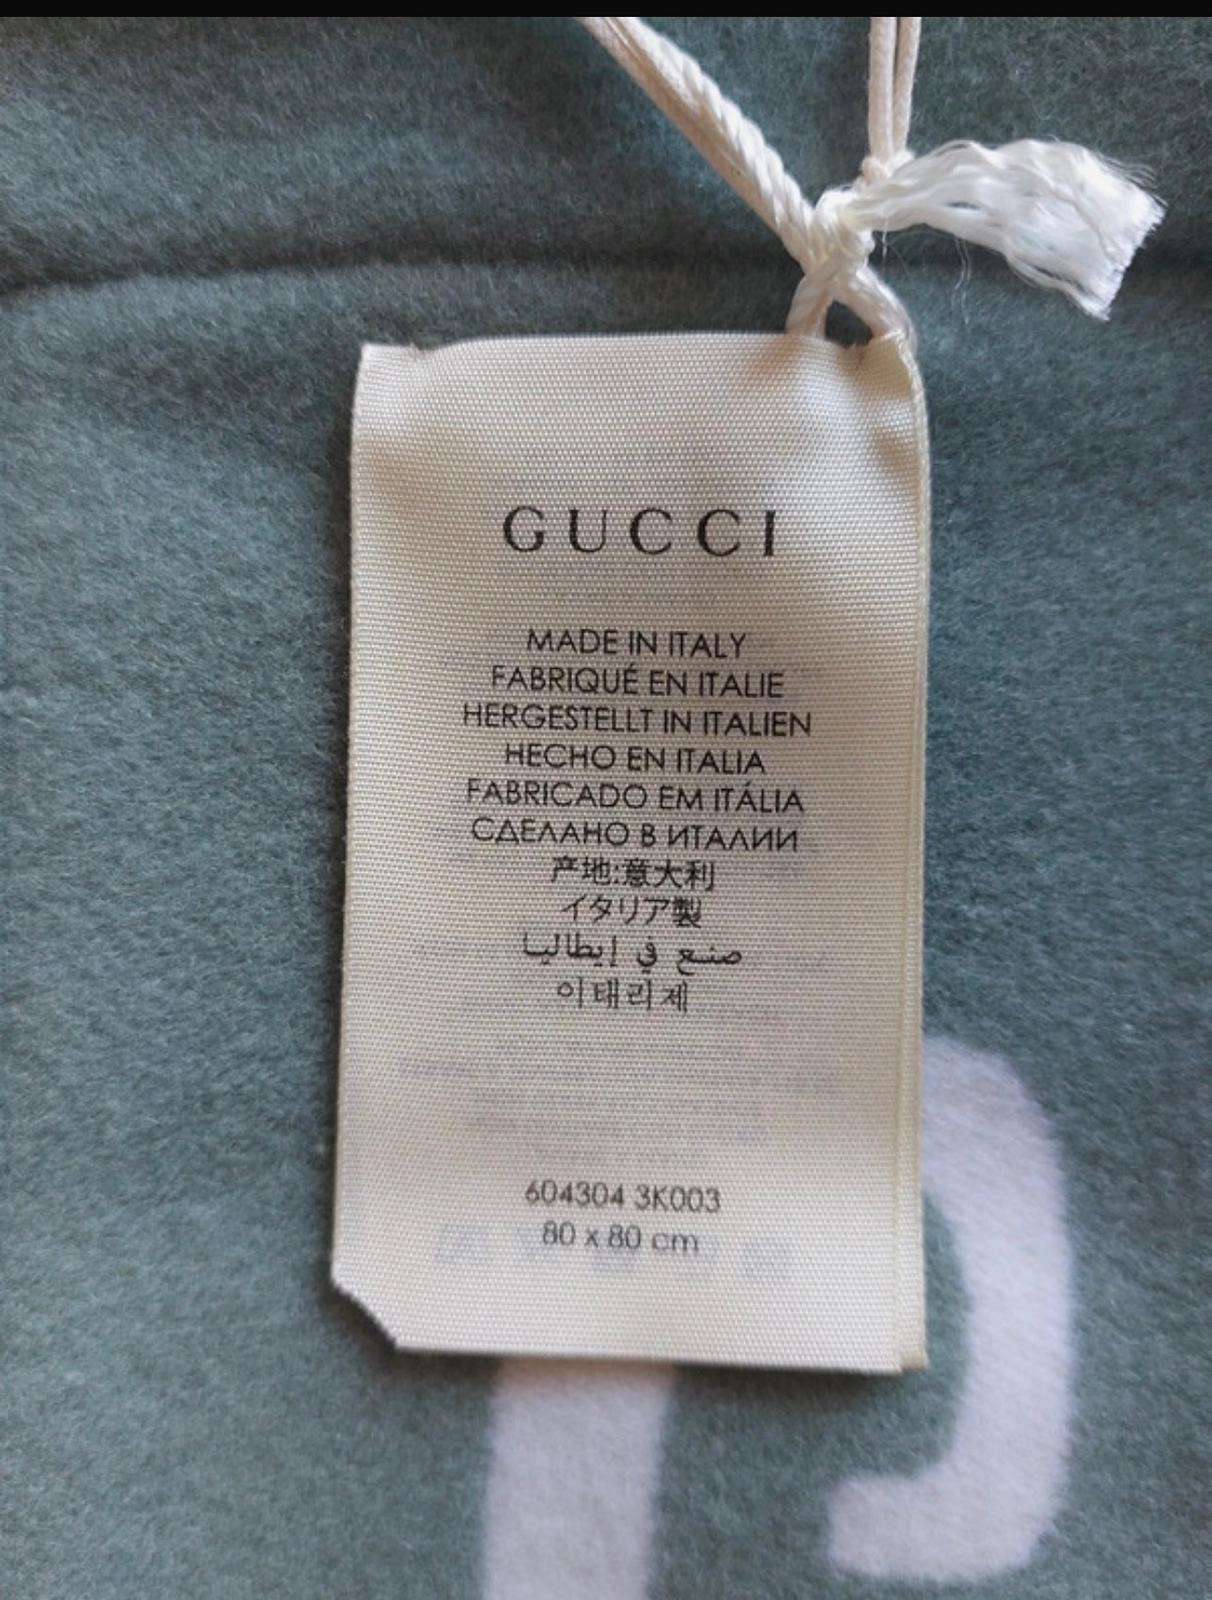 GUCCI
MADE IN ITALY
FABRIQUÉ EN ITALIE
HERGESTELLT IN ITALIEN
HECHO EN ITALIA
FABRICADO EM ITÁLIA
СДЕЛАНО В ИТАЛИИ
产地:意大利
イタリア製
صنع في إيطاليا
이태리제
604304 3K003
80 x 80 cm